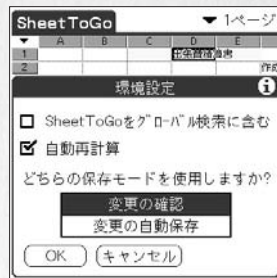 SheetToGo
▼ 1ページ
A B C D E
1
2 作成
環境設定
SheetToGoをグローバル検索に含む
自動再計算
どちらの保存モードを使用しますか?
変更の確認
変更の自動保存
OK キャンセル